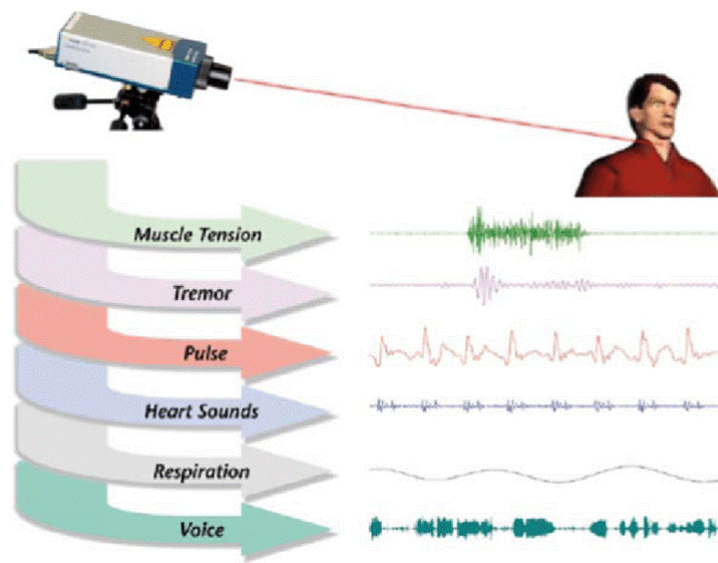 Muscle Tension
Tremor
Pulse
Heart Sounds
Respiration
Voice